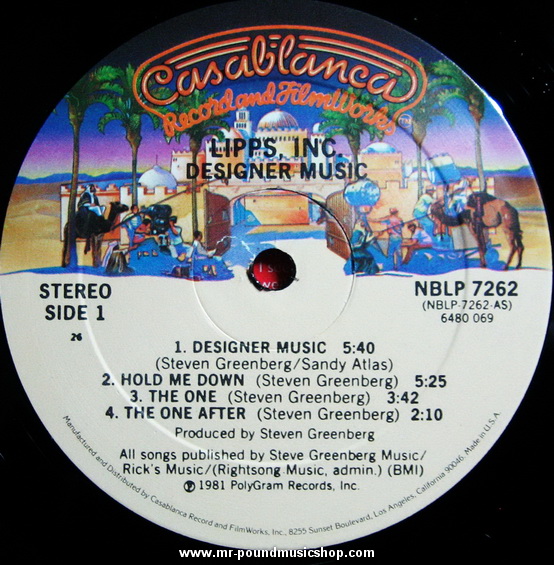 Casablanca
Record and FilmWorks
LIPPS, INC.
DESIGNER MUSIC
STEREO
SIDE 1
26
NBLP 7262
(NBLP-7262-AS)
6480 069
1. DESIGNER MUSIC 5:40
(Steven Greenberg/Sandy Atlas)
2. HOLD ME DOWN (Steven Greenberg) 5:25
3. THE ONE (Steven Greenberg) 3:42
4. THE ONE AFTER (Steven Greenberg) 2:10
Produced by Steven Greenberg
All songs published by Steve Greenberg Music/
Rick's Music/(Rightsong Music, admin.) (BMI)
℗ 1981 PolyGram Records, Inc.
Manufactured and Distributed by Casablanca Record and FilmWorks, Inc., 8255 Sunset Boulevard, Los Angeles, California 90046. Made in U.S.A.
www.mr-poundmusicshop.com